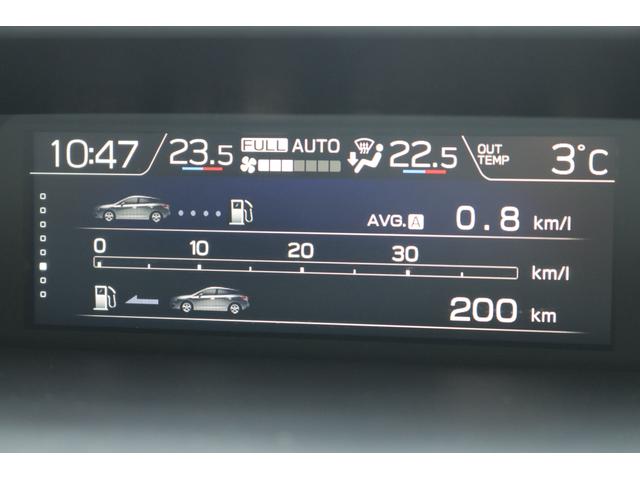 10:47 23.5 FULL AUTO 22.5 OUT TEMP 3°C
AVG. A 0.8 km/l
0 10 20 30
km/l
200 km